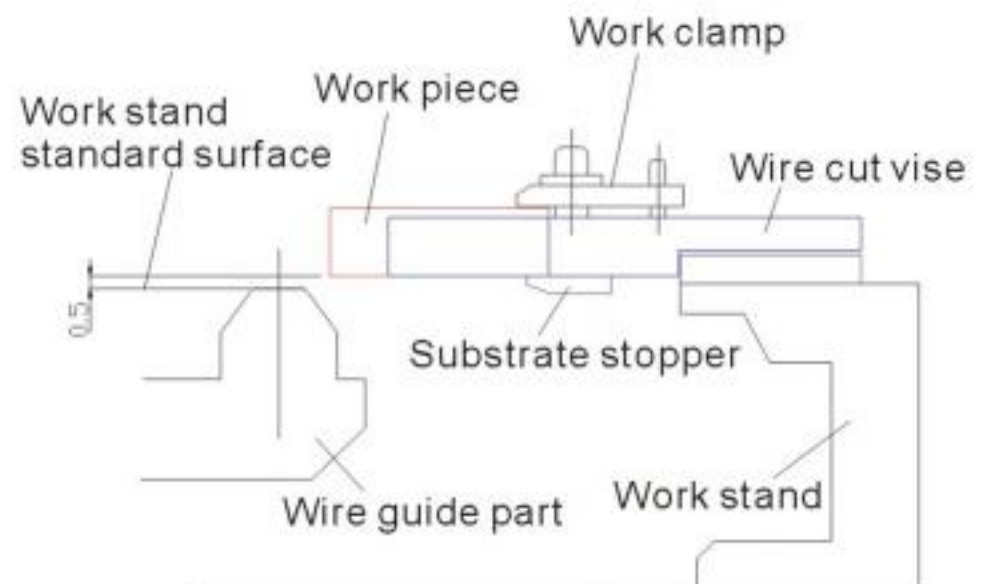 Work clamp
Work piece
Work stand
standard surface
Wire cut vise
0.5
Substrate stopper
Work stand
Wire guide part